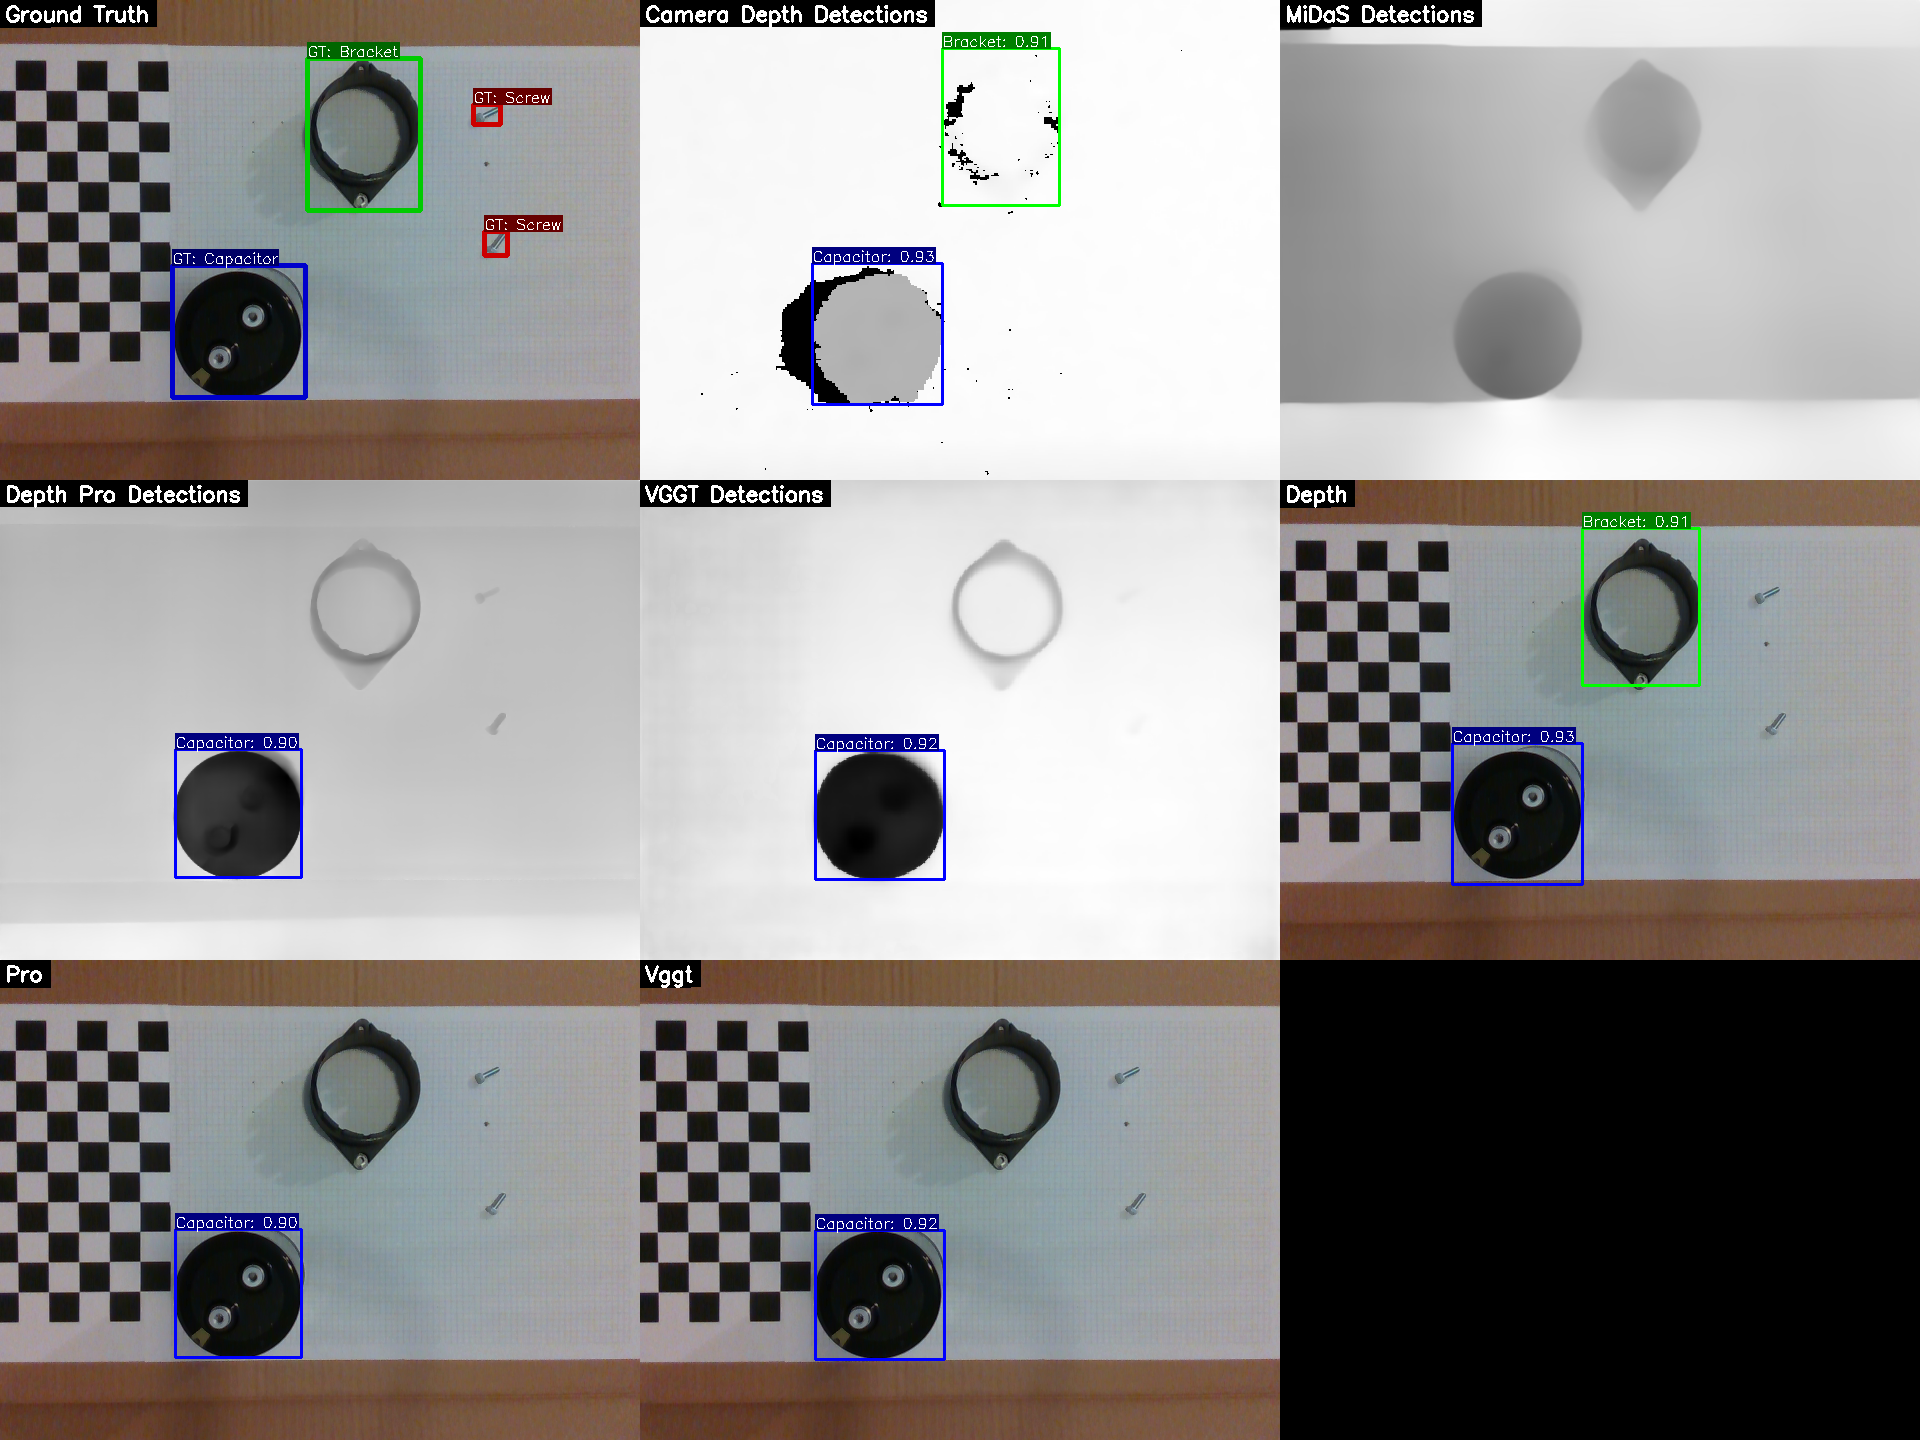 Ground Truth
GT: Bracket
GT: Screw
GT: Screw
GT: Capacitor
Camera Depth Detections
Bracket: 0.91
Capacitor: 0.93
MiDaS Detections
Depth Pro Detections
Capacitor: 0.90
VGGT Detections
Capacitor: 0.92
Depth
Bracket: 0.91
Capacitor: 0.93
Pro
Capacitor: 0.90
Vggt
Capacitor: 0.92